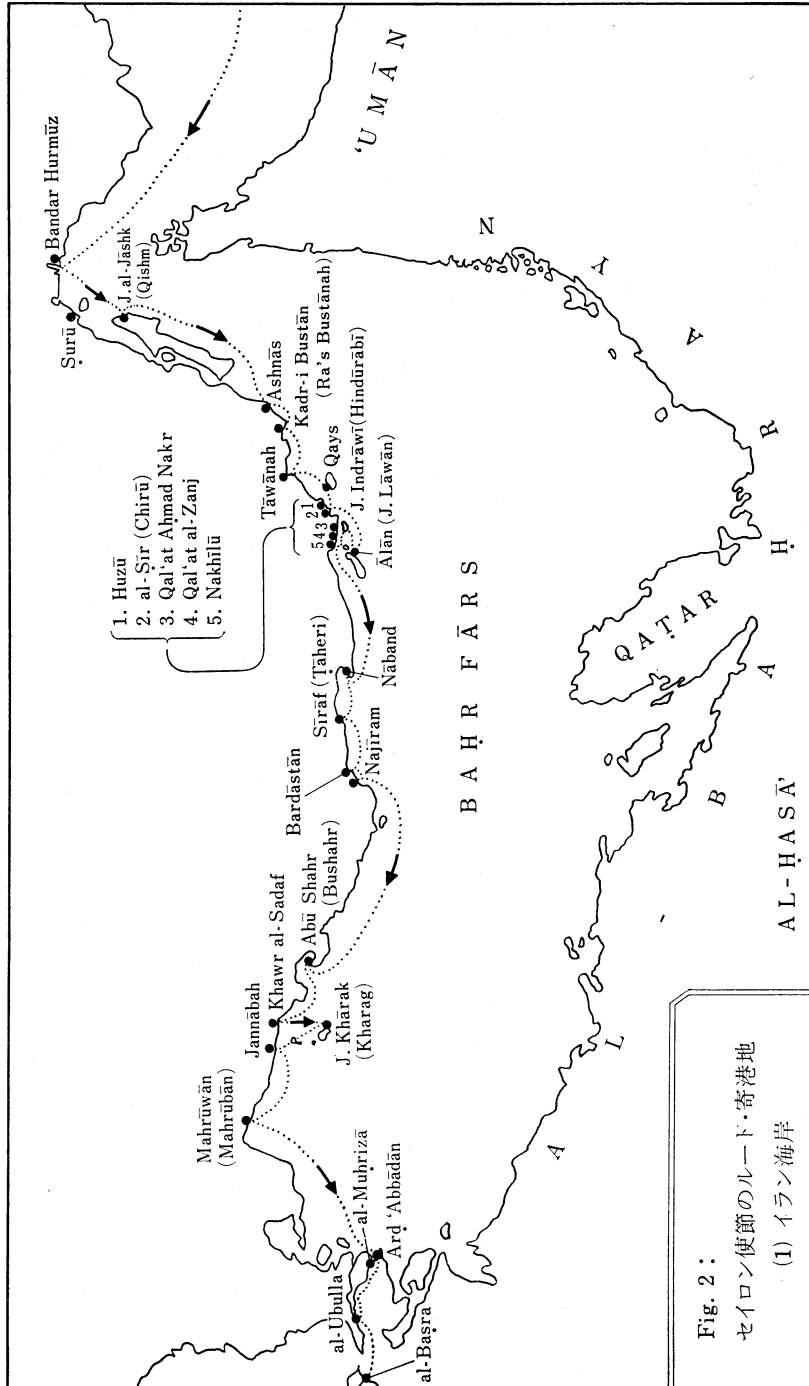 Fig. 2：
セイロン使節のルート・寄港地
(1) イラン海岸
al-Baṣra
al-Ubulla
Arḍ ‘Abbādān
al-Muḥrizā
Mahrūwān
(Mahrūbān)
Jannābah
Khawr al-Sadaf
J. Khārak
(Kharag)
Abū Shahr
(Bushahr)
Bardāstān
Najīram
Sīrāf (Ṭāheri)
Nāband
1. Huzū
2. al-Ṣīr (Chirū)
3. Qal‘at Aḥmad Nakr
4. Qal‘at al-Zanj
5. Nakhīlū
5 4 3 2 1
Ālān (J. Lāwān)
J. Indrāwī (Hindūrābī)
Qays
Tāwānah
Kadr-i Bustān
(Ra's Bustānah)
Ashnās
J. al-Jāshk
(Qishm)
Ṣurū
Bandar Hurmūz
‘UMĀN
BAḤR FĀRS
QAṬAR
AL-ḤASĀ’
A L B A Ḥ R A Y N